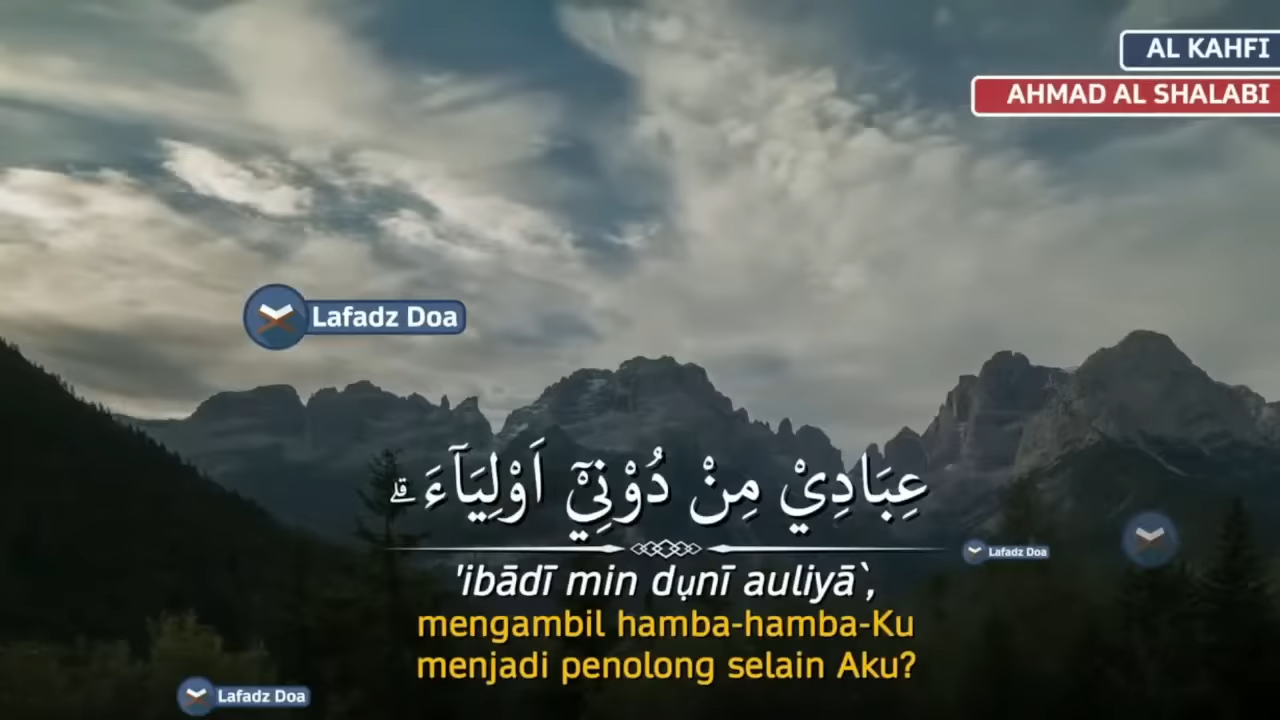 AL KAHFI
AHMAD AL SHALABI
Lafadz Doa
عِبَادِيْ مِنْ دُوْنِيْٓ اَوْلِيَاۤءَ ۗ
'ibādī min dụnī auliyā`,
Lafadz Doa
mengambil hamba-hamba-Ku
menjadi penolong selain Aku?
Lafadz Doa